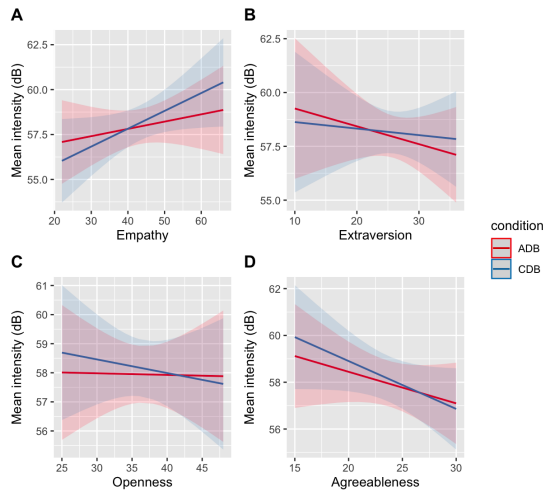 A
Mean intensity (dB)
62.5
60.0
57.5
55.0
20 30 40 50 60
Empathy
B
Mean intensity (dB)
62.5
60.0
57.5
55.0
10 20 30
Extraversion
condition
ADB
CDB
C
Mean intensity (dB)
61
60
59
58
57
56
25 30 35 40 45
Openness
D
Mean intensity (dB)
62
60
58
56
15 20 25 30
Agreeableness